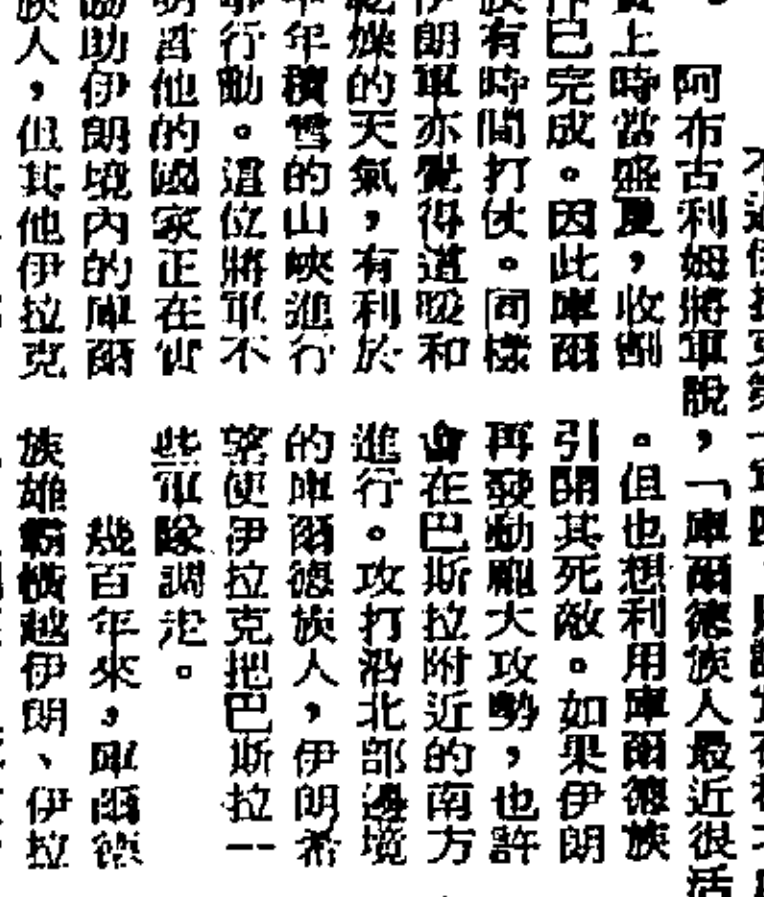 阿布古利姆將軍說，「庫爾德族人最近很活
上時當盛夏，收割
已完成。因此庫爾
族有時間打仗。同樣
伊朗軍亦覺得這暖和
乾燥的天氣，有利於
年積雪的山峽進行
行動。這位將軍不
他的國家正在
協助伊朗境內的庫爾
族人，但其他伊拉克
。但也想利用庫爾德族
引開其死敵。如果伊朗
再發動龐大攻勢，也許
會在巴斯拉附近的南方
進行。攻打沿北部邊境
的庫爾德族人，伊朗希
望使伊拉克把巴斯拉一
些軍隊調走。
幾百年來，庫爾德
族雄霸橫越伊朗、伊拉